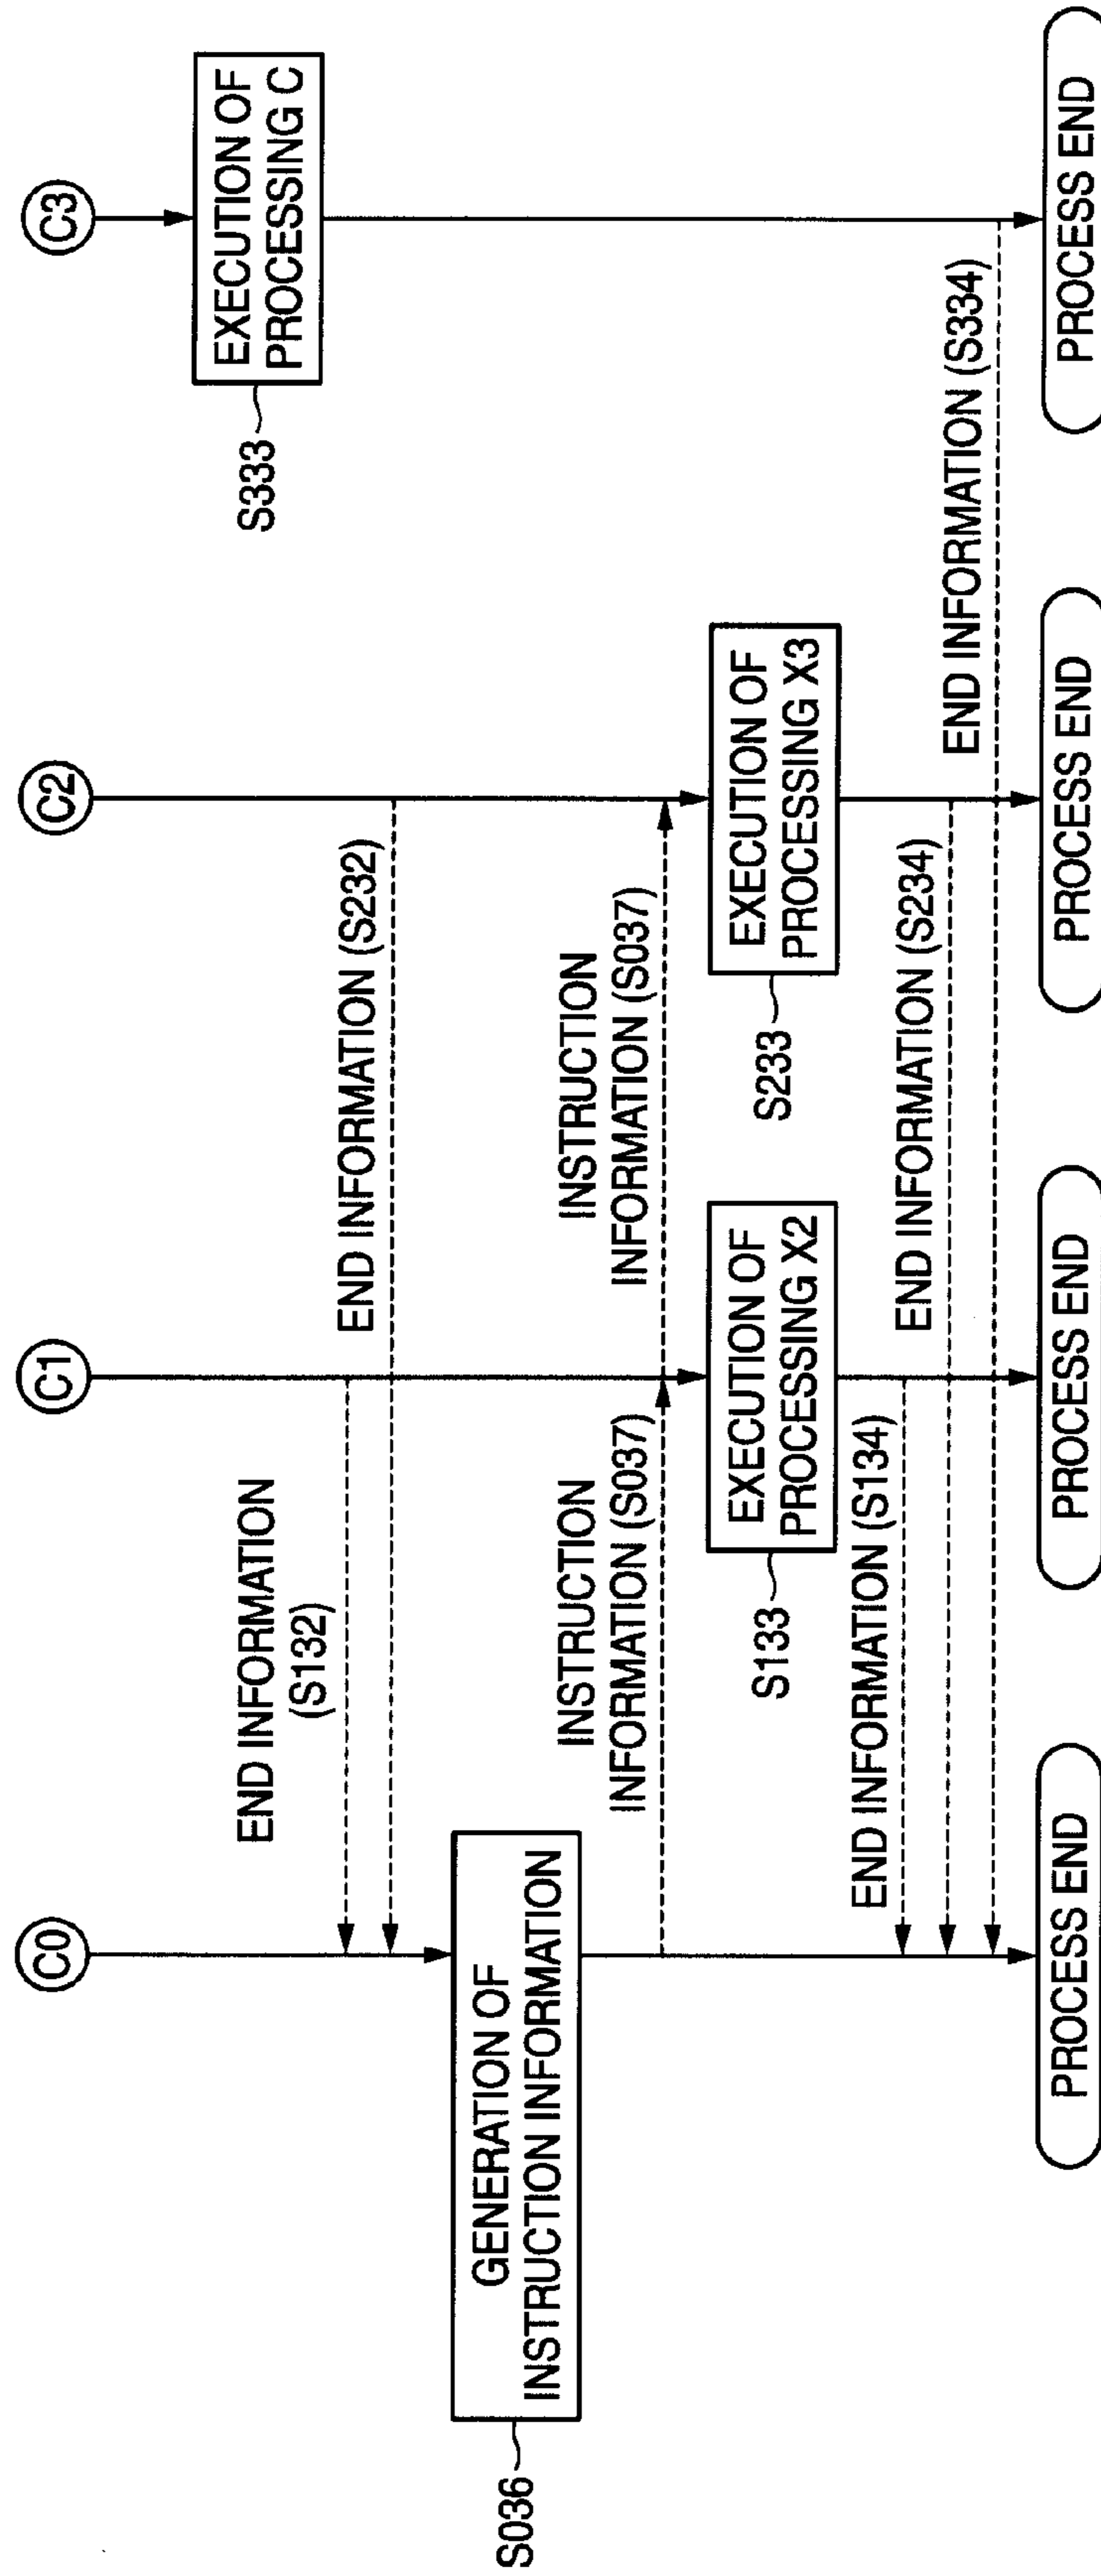 C0
C1
C2
C3
EXECUTION OF
PROCESSING C
S333
END INFORMATION
(S132)
END INFORMATION (S232)
GENERATION OF
INSTRUCTION INFORMATION
S036
INSTRUCTION
INFORMATION (S037)
INSTRUCTION
INFORMATION (S037)
EXECUTION OF
PROCESSING X2
S133
EXECUTION OF
PROCESSING X3
S233
END INFORMATION (S134)
END INFORMATION (S234)
END INFORMATION (S334)
PROCESS END
PROCESS END
PROCESS END
PROCESS END